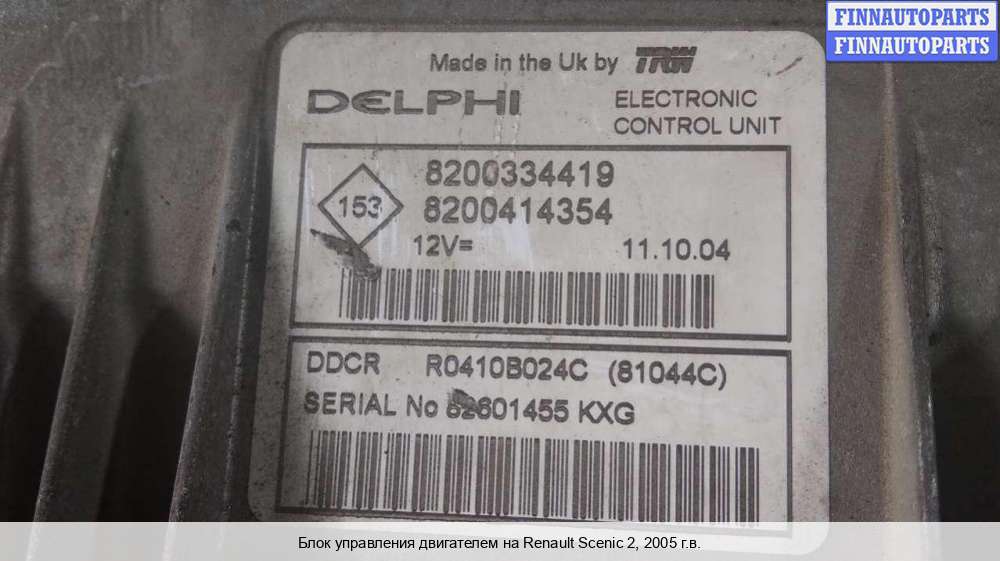 FINNAUTOPARTS
FINNAUTOPARTS
Made in the Uk by TRW
DELPHI
ELECTRONIC
CONTROL UNIT
153
8200334419
8200414354
12V=
11.10.04
DDCR R0410B024C (81044C)
SERIAL No 82601455 KXG
Блок управления двигателем на Renault Scenic 2, 2005 г.в.